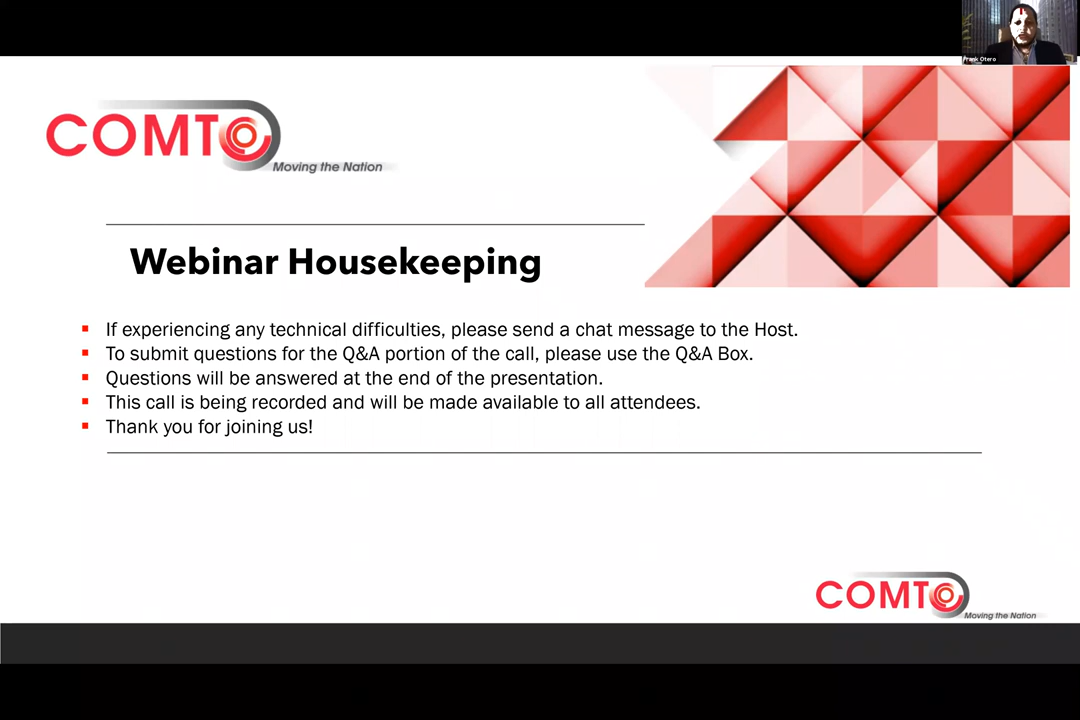 Frank Otero
COMTO
Moving the Nation
Webinar Housekeeping
If experiencing any technical difficulties, please send a chat message to the Host.
To submit questions for the Q&A portion of the call, please use the Q&A Box.
Questions will be answered at the end of the presentation.
This call is being recorded and will be made available to all attendees.
Thank you for joining us!
COMTO
Moving the Nation